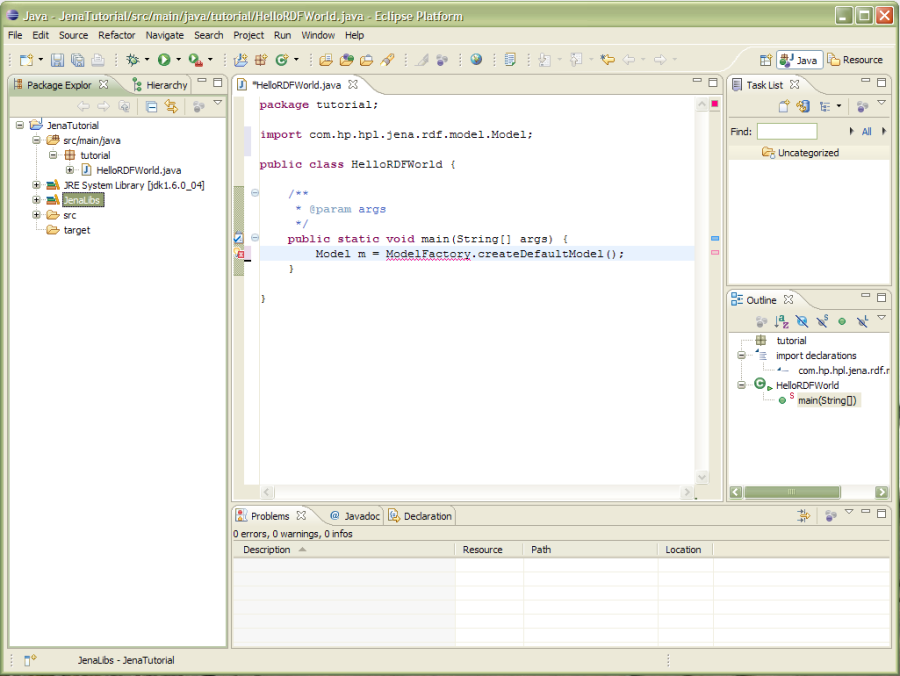 Java - JenaTutorial/src/main/java/tutorial/HelloRDFWorld.java - Eclipse Platform
File Edit Source Refactor Navigate Search Project Run Window Help
Java Resource
Package Explor Hierarchy
JenaTutorial
src/main/java
tutorial
HelloRDFWorld.java
JRE System Library [jdk1.6.0_04]
JenaLibs
src
target
*HelloRDFWorld.java
package tutorial;
import com.hp.hpl.jena.rdf.model.Model;
public class HelloRDFWorld {
/**
* @param args
*/
public static void main(String[] args) {
Model m = ModelFactory.createDefaultModel();
}
}
Task List
Find: All
Uncategorized
Outline
tutorial
import declarations
com.hp.hpl.jena.rdf.r
HelloRDFWorld
main(String[])
Problems @ Javadoc Declaration
0 errors, 0 warnings, 0 infos
Description Resource Path Location
JenaLibs - JenaTutorial